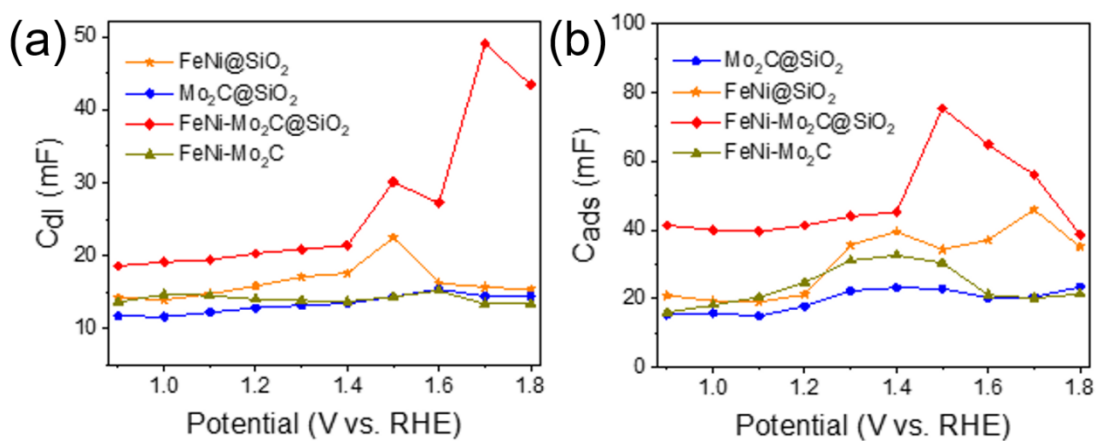 (a)
Cdl (mF)
50
40
30
20
10
FeNi@SiO₂
Mo₂C@SiO₂
FeNi-Mo₂C@SiO₂
FeNi-Mo₂C
1.0
1.2
1.4
1.6
1.8
Potential (V vs. RHE)
(b)
Cads (mF)
100
80
60
40
20
0
Mo₂C@SiO₂
FeNi@SiO₂
FeNi-Mo₂C@SiO₂
FeNi-Mo₂C
1.0
1.2
1.4
1.6
1.8
Potential (V vs. RHE)